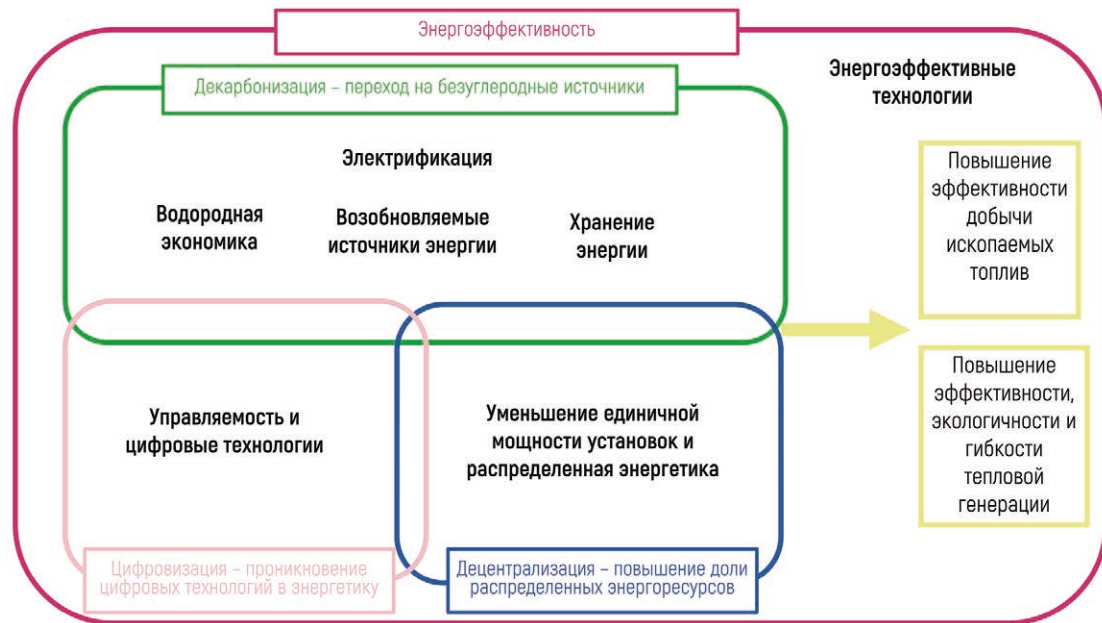 Энергоэффективность
Декарбонизация – переход на безуглеродные источники
Энергоэффективные
технологии
Электрификация
Водородная
экономика
Возобновляемые
источники энергии
Хранение
энергии
Повышение
эффективности
добычи
ископаемых
топлив
Управляемость и
цифровые технологии
Уменьшение единичной
мощности установок и
распределенная энергетика
Повышение
эффективности,
экологичности и
гибкости
тепловой
генерации
Цифровизация – проникновение
цифровых технологий в энергетику
Децентрализация – повышение доли
распределенных энергоресурсов